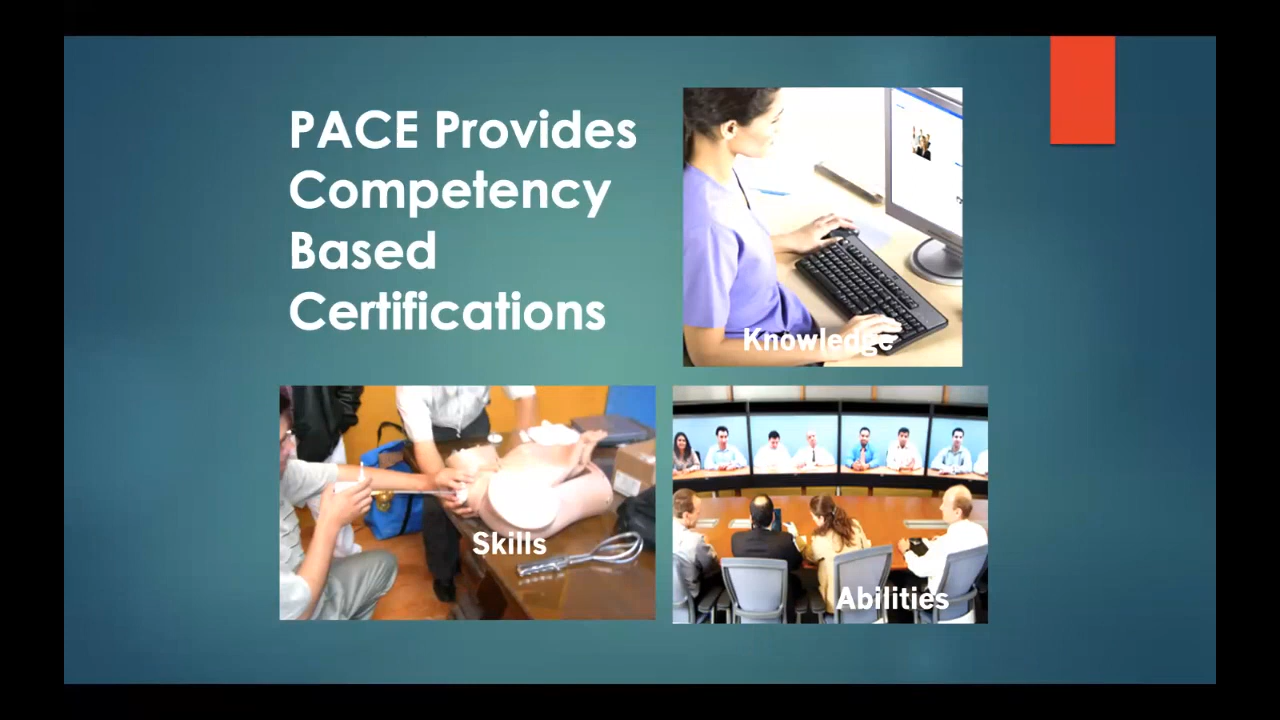 PACE Provides
Competency
Based
Certifications
Knowledge
Skills
Abilities